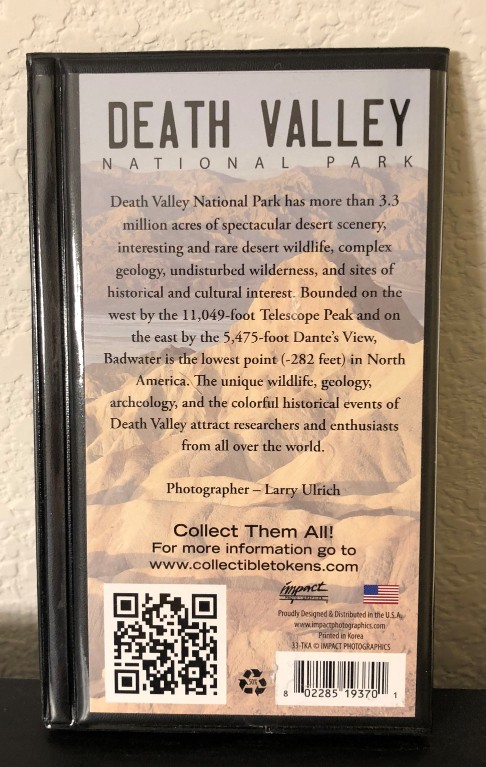 DEATH VALLEY
NATIONAL PARK
Death Valley National Park has more than 3.3
million acres of spectacular desert scenery,
interesting and rare desert wildlife, complex
geology, undisturbed wilderness, and sites of
historical and cultural interest. Bounded on the
west by the 11,049-foot Telescope Peak and on
the east by the 5,475-foot Dante's View,
Badwater is the lowest point (-282 feet) in North
America. The unique wildlife, geology,
archeology, and the colorful historical events of
Death Valley attract researchers and enthusiasts
from all over the world.
Photographer – Larry Ulrich
Collect Them All!
For more information go to
www.collectibletokens.com
impact
Proudly Designed & Distributed in the U.S.A.
www.impactphotographics.com
Printed in Korea
33-TKA © IMPACT PHOTOGRAPHICS
8 02285 19370 1